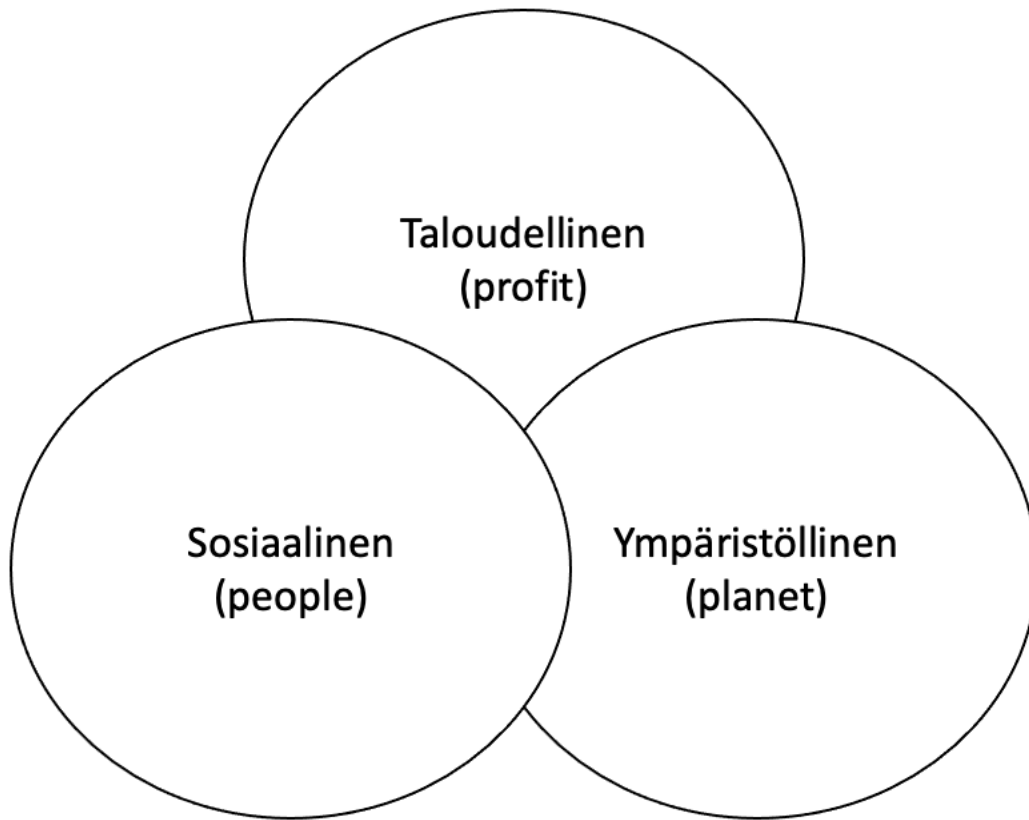 Taloudellinen
(profit)
Sosiaalinen
(people)
Ympäristöllinen
(planet)